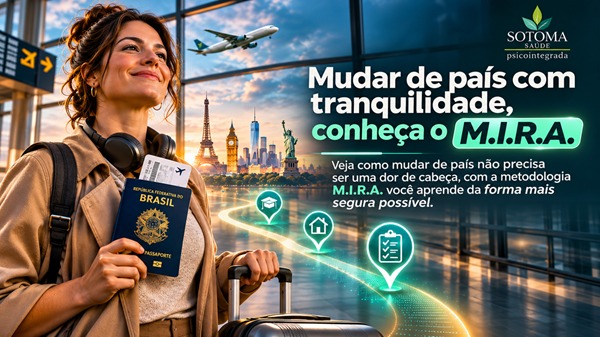 SOTOMA
SAÚDE
psicointegrada
Mudar de país com
tranquilidade,
conheça o M.I.R.A.
Veja como mudar de país não precisa
ser uma dor de cabeça, com a metodologia
M.I.R.A. você aprende da forma mais
segura possível.
REPÚBLICA FEDERATIVA DO
BRASIL
PASSAPORTE